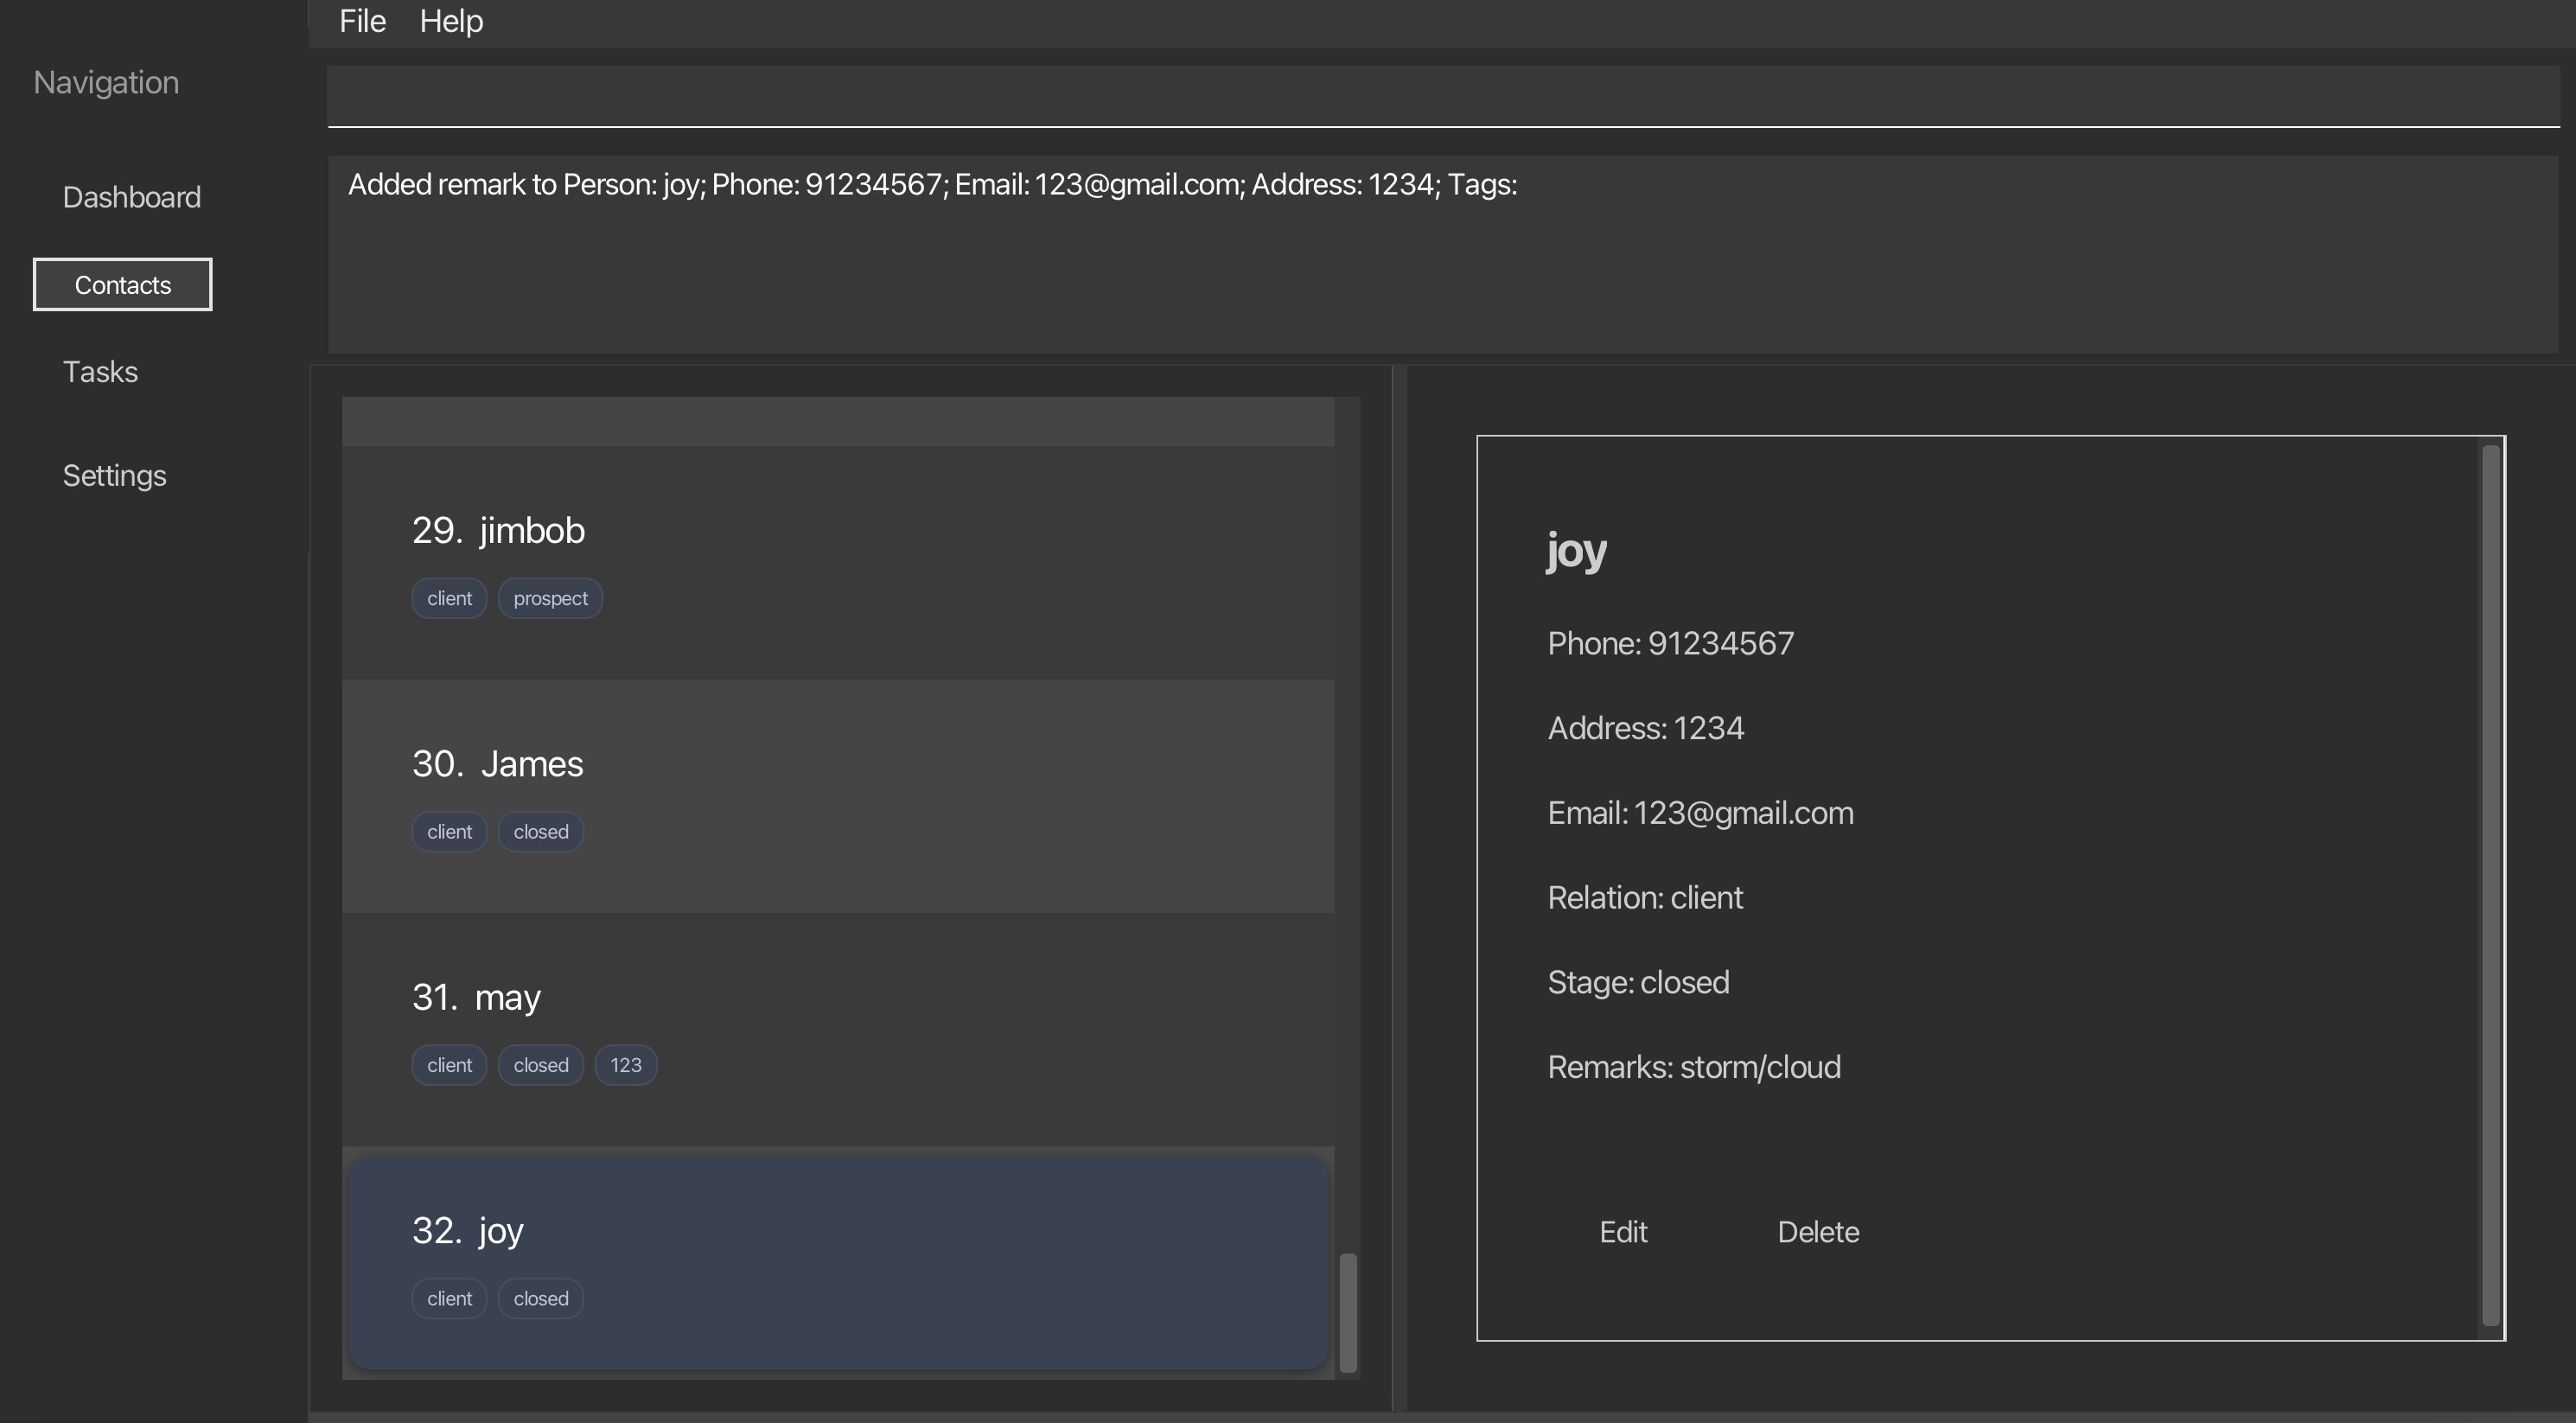 File Help
Navigation
Added remark to Person: joy; Phone: 91234567; Email: 123@gmail.com; Address: 1234; Tags:
Dashboard
Contacts
Tasks
Settings
29. jimbob
client prospect
30. James
client closed
31. may
client closed 123
32. joy
client closed
joy
Phone: 91234567
Address: 1234
Email: 123@gmail.com
Relation: client
Stage: closed
Remarks: storm/cloud
Edit Delete